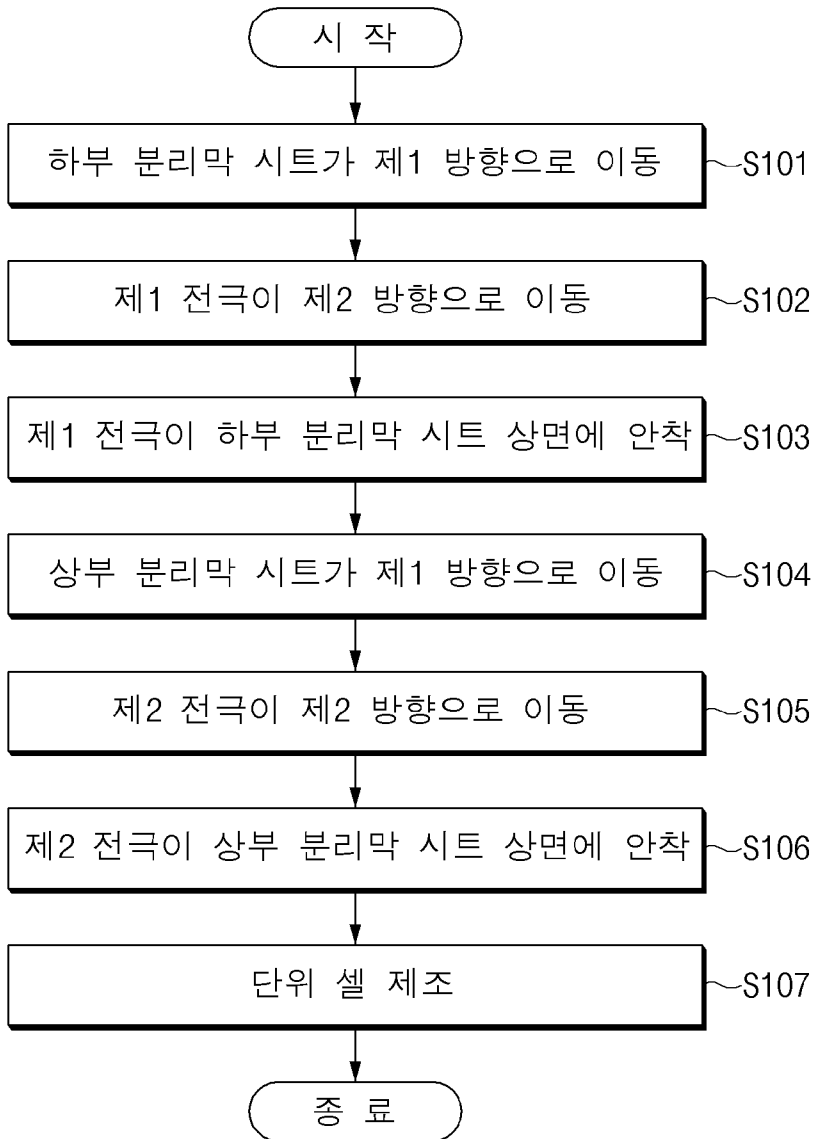 시 작
하부 분리막 시트가 제1 방향으로 이동 S101
제1 전극이 제2 방향으로 이동 S102
제1 전극이 하부 분리막 시트 상면에 안착 S103
상부 분리막 시트가 제1 방향으로 이동 S104
제2 전극이 제2 방향으로 이동 S105
제2 전극이 상부 분리막 시트 상면에 안착 S106
단위 셀 제조 S107
종 료